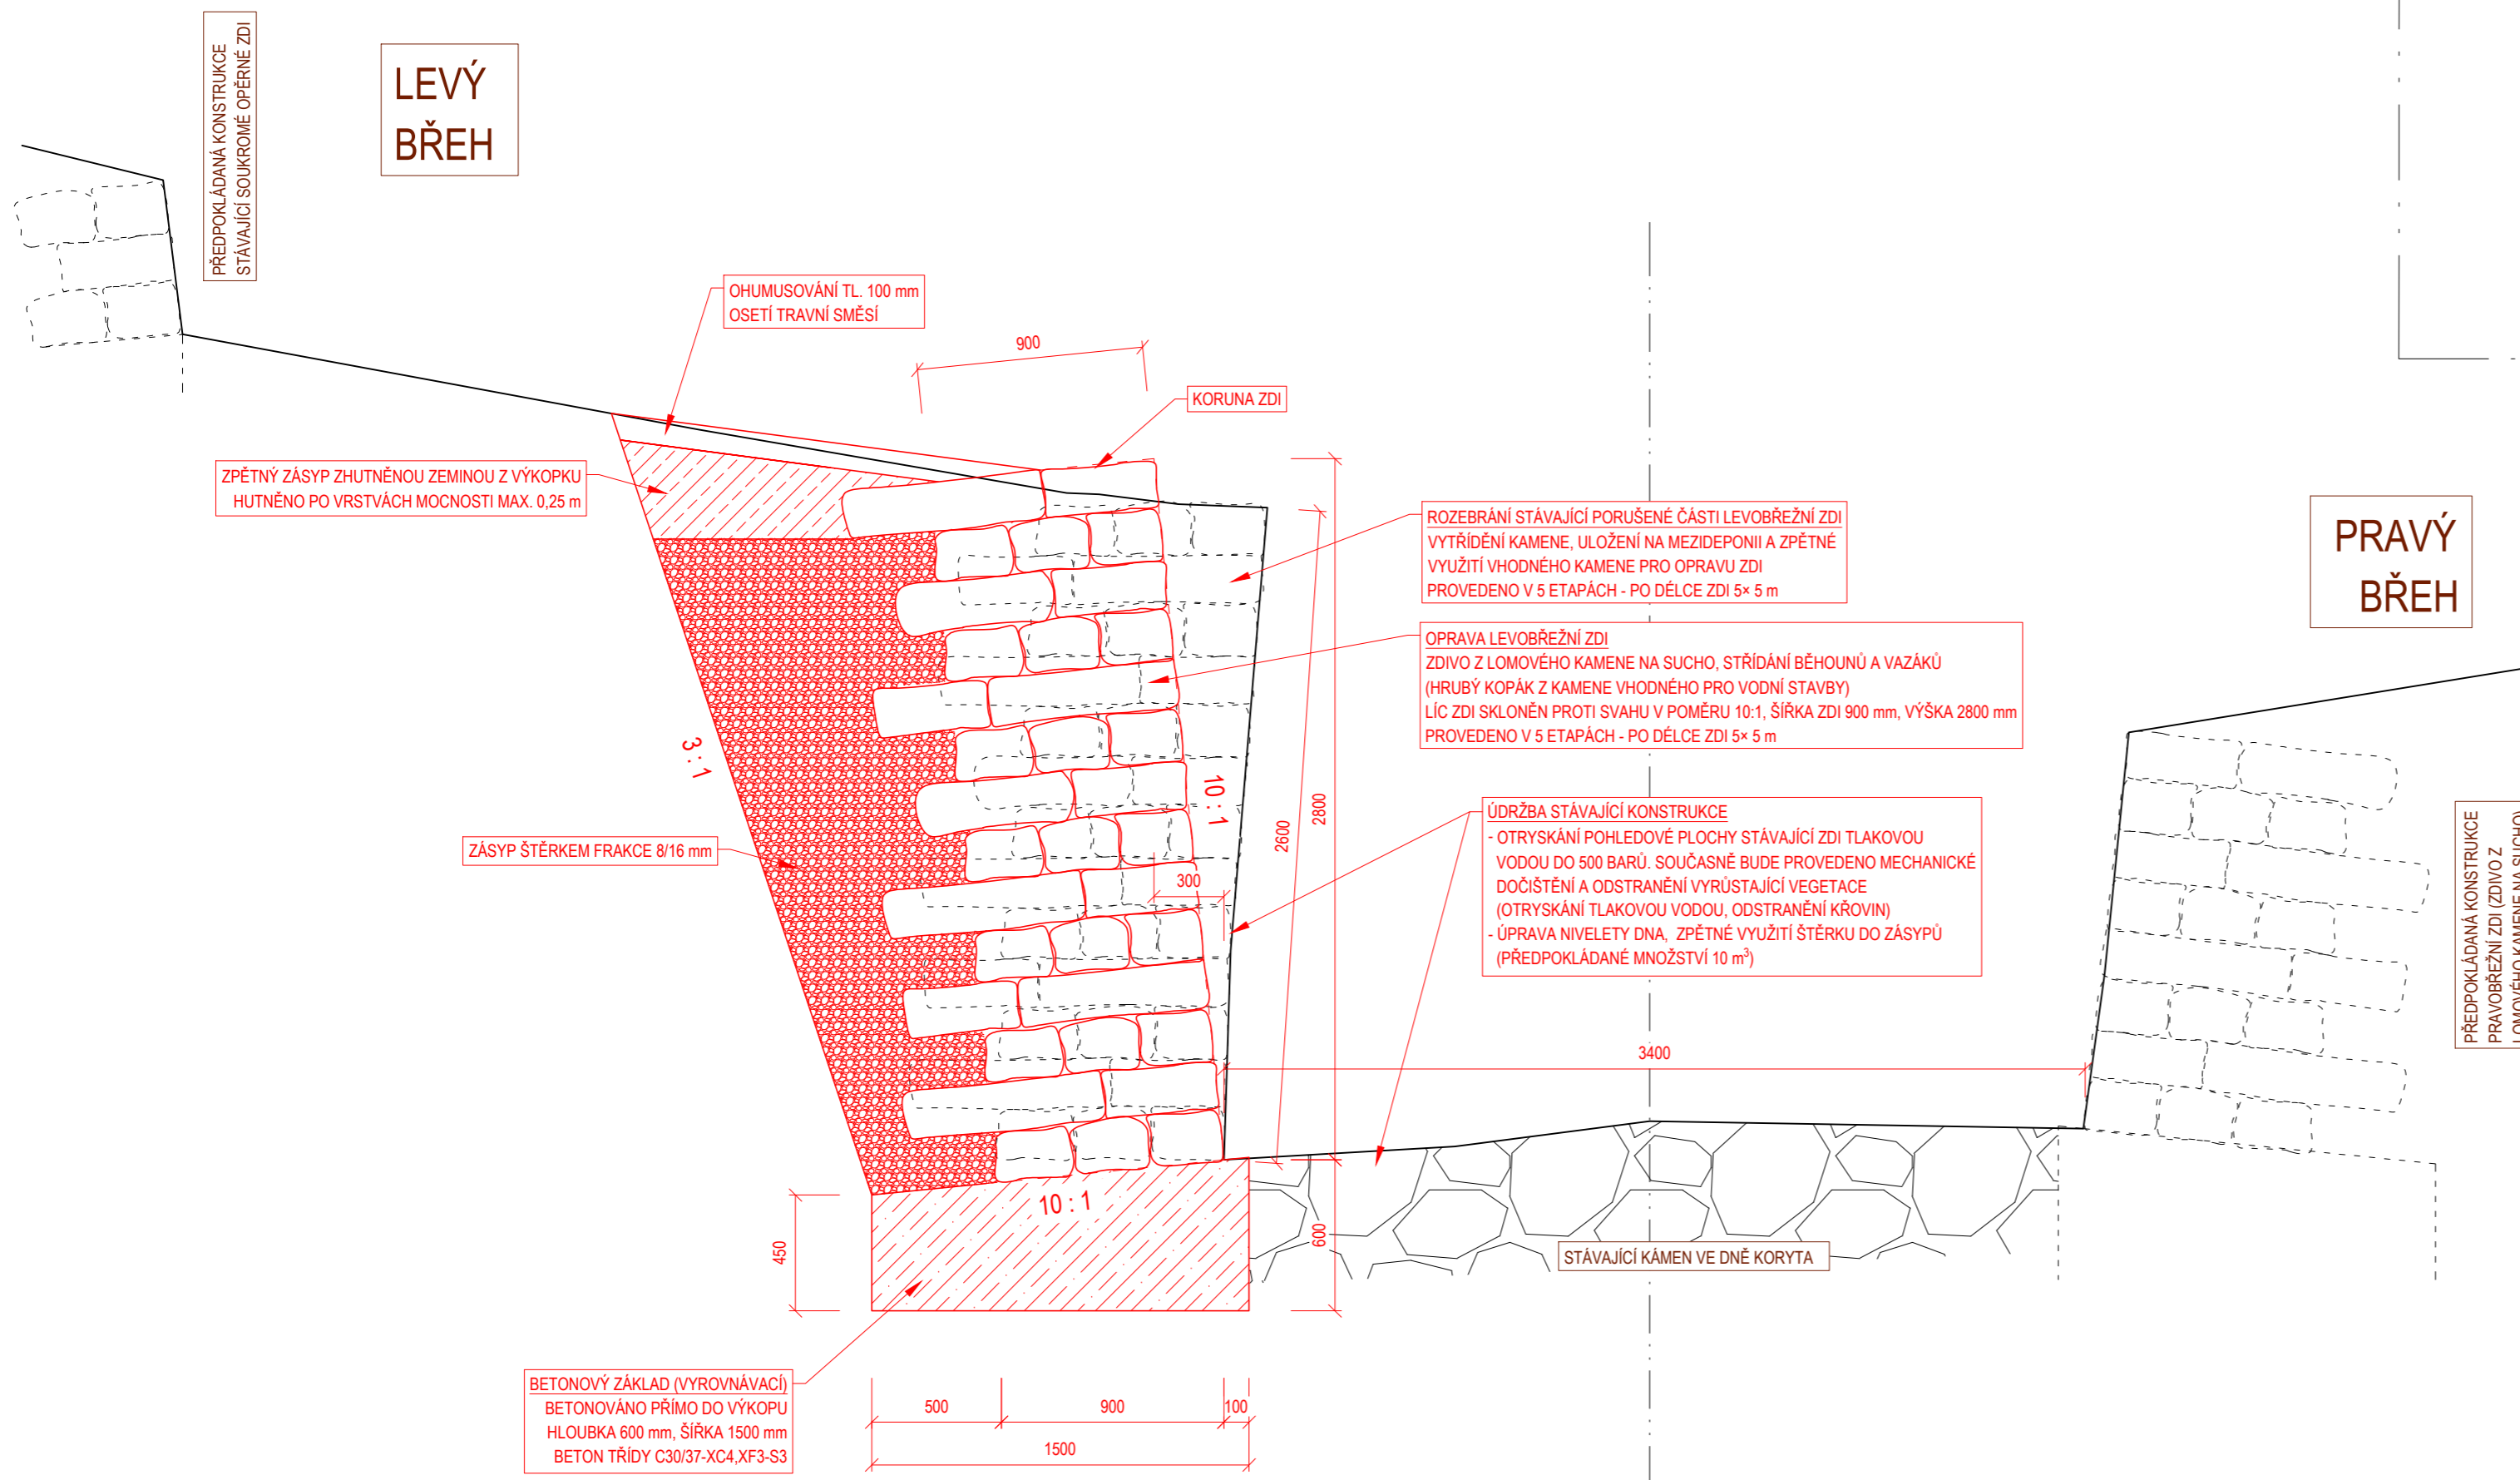 PŘEDPOKLÁDANÁ KONSTRUKCE
STÁVAJÍCÍ SOUKROMÉ OPĚRNÉ ZDI
LEVÝ
BŘEH
OHUMUSOVÁNÍ TL. 100 mm
OSETÍ TRAVNÍ SMĚSÍ
900
KORUNA ZDI
ZPĚTNÝ ZÁSYP ZHUTNĚNOU ZEMINOU Z VÝKOPKU
HUTNĚNO PO VRSTVÁCH MOCNOSTI MAX. 0,25 m
ROZEBRÁNÍ STÁVAJÍCÍ PORUŠENÉ ČÁSTI LEVOBŘEŽNÍ ZDI
VYTŘÍDĚNÍ KAMENE, ULOŽENÍ NA MEZIDEPONII A ZPĚTNÉ
VYUŽITÍ VHODNÉHO KAMENE PRO OPRAVU ZDI
PROVEDENO V 5 ETAPÁCH - PO DÉLCE ZDI 5× 5 m
PRAVÝ
BŘEH
OPRAVA LEVOBŘEŽNÍ ZDI
ZDIVO Z LOMOVÉHO KAMENE NA SUCHO, STŘÍDÁNÍ BĚHOUNŮ A VAZÁKŮ
(HRUBÝ KOPÁK Z KAMENE VHODNÉHO PRO VODNÍ STAVBY)
LÍC ZDI SKLONĚN PROTI SVAHU V POMĚRU 10:1, ŠÍŘKA ZDI 900 mm, VÝŠKA 2800 mm
PROVEDENO V 5 ETAPÁCH - PO DÉLCE ZDI 5× 5 m
3 : 1
10 : 1
2600
2800
ÚDRŽBA STÁVAJÍCÍ KONSTRUKCE
- OTRYSKÁNÍ POHLEDOVÉ PLOCHY STÁVAJÍCÍ ZDI TLAKOVOU
VODOU DO 500 BARŮ. SOUČASNĚ BUDE PROVEDENO MECHANICKÉ
DOČIŠTĚNÍ A ODSTRANĚNÍ VYRŮSTAJÍCÍ VEGETACE
(OTRYSKÁNÍ TLAKOVOU VODOU, ODSTRANĚNÍ KŘOVIN)
- ÚPRAVA NIVELETY DNA, ZPĚTNÉ VYUŽITÍ ŠTĚRKU DO ZÁSYPŮ
(PŘEDPOKLÁDANÉ MNOŽSTVÍ 10 m³)
ZÁSYP ŠTĚRKEM FRAKCE 8/16 mm
300
PŘEDPOKLÁDANÁ KONSTRUKCE
PRAVOBŘEŽNÍ ZDI (ZDIVO Z
LOMOVÉHO KAMENE NA SUCHO)
3400
10 : 1
450
600
STÁVAJÍCÍ KÁMEN VE DNĚ KORYTA
BETONOVÝ ZÁKLAD (VYROVNÁVACÍ)
BETONOVÁNO PŘÍMO DO VÝKOPU
HLOUBKA 600 mm, ŠÍŘKA 1500 mm
BETON TŘÍDY C30/37-XC4,XF3-S3
500
900
100
1500